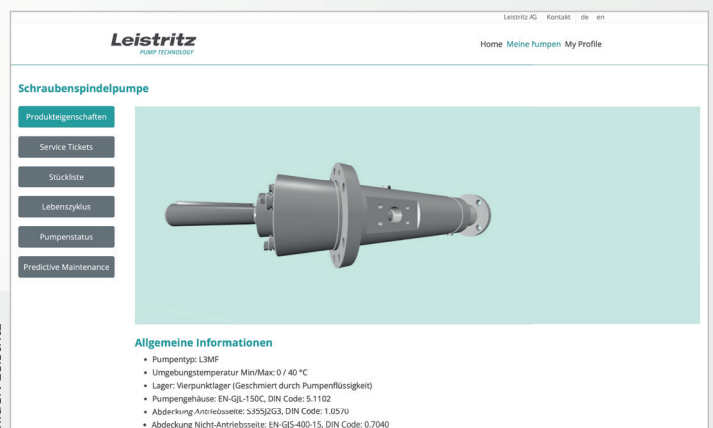 Leistritz AG Kontakt de en
Leistritz
PUMP TECHNOLOGY
Home Meine Pumpen My Profile
Schraubenspindelpumpe
Produkteigenschaften
Service Tickets
Stückliste
Lebenszyklus
Pumpenstatus
Predictive Maintenance
Allgemeine Informationen
• Pumpentyp: L3MF
• Umgebungstemperatur Min/Max: 0 / 40 °C
• Lager: Vierpunktlager (Geschmiert durch Pumpenflüssigkeit)
• Pumpengehäuse: EN-GJL-150C, DIN Code: 5.1102
• Abdeckung Antriebsseite: S355J2G3, DIN Code: 1.0570
• Abdeckung Nicht-Antriebsseite: EN-GJS-400-15, DIN Code: 0.7040